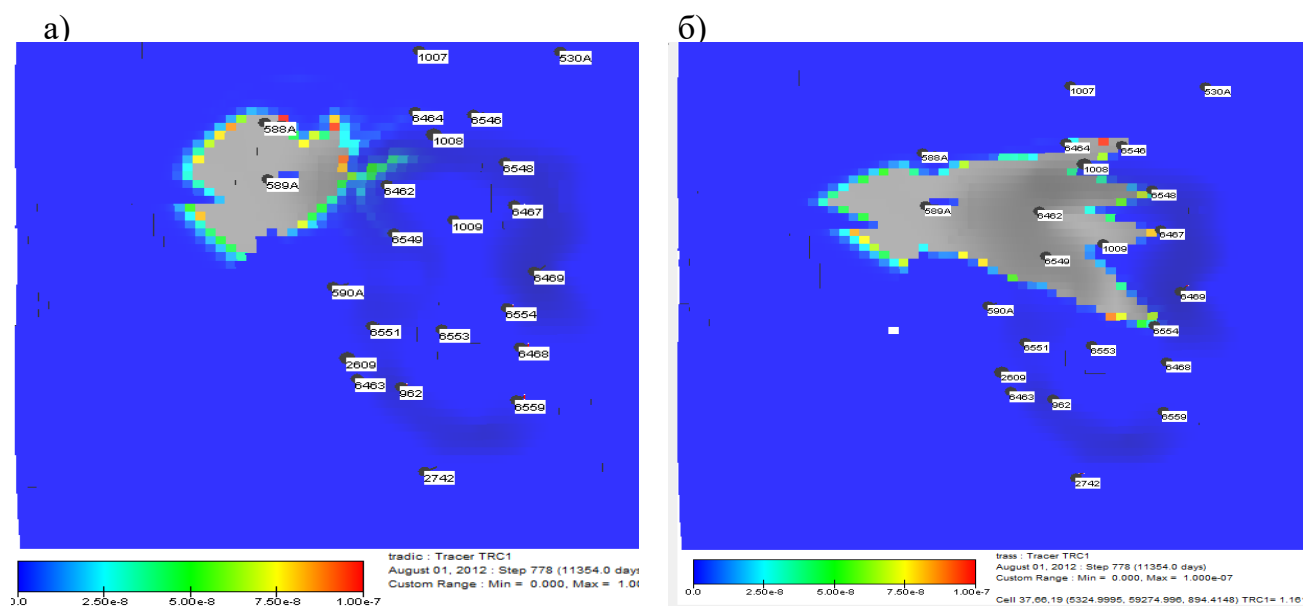 а)
б)
1007
530A
6464
6546
588A
1008
6548
589A
6462
6467
1009
6549
6469
590A
6554
6551
6553
6468
2609
6463
962
6559
2742
tradic : Tracer TRC1
August 01, 2012 : Step 778 (11354.0 days
Custom Range : Min = 0.000, Max = 1.00
0.0 2.50e-8 5.00e-8 7.50e-8 1.00e-7
1007
530A
6464
6546
588A
1008
6548
589A
6462
6467
1009
6549
6469
590A
6554
6551
6553
6468
2609
6463
962
6559
2742
trass : Tracer TRC1
August 01, 2012 : Step 778 (11354.0 days)
Custom Range : Min = 0.000, Max = 1.000e-07
0.0 2.50e-8 5.00e-8 7.50e-8 1.00e-7
Cell 37,66,19 (5324.9995, 59274.996, 894.4148) TRC1= 1.16